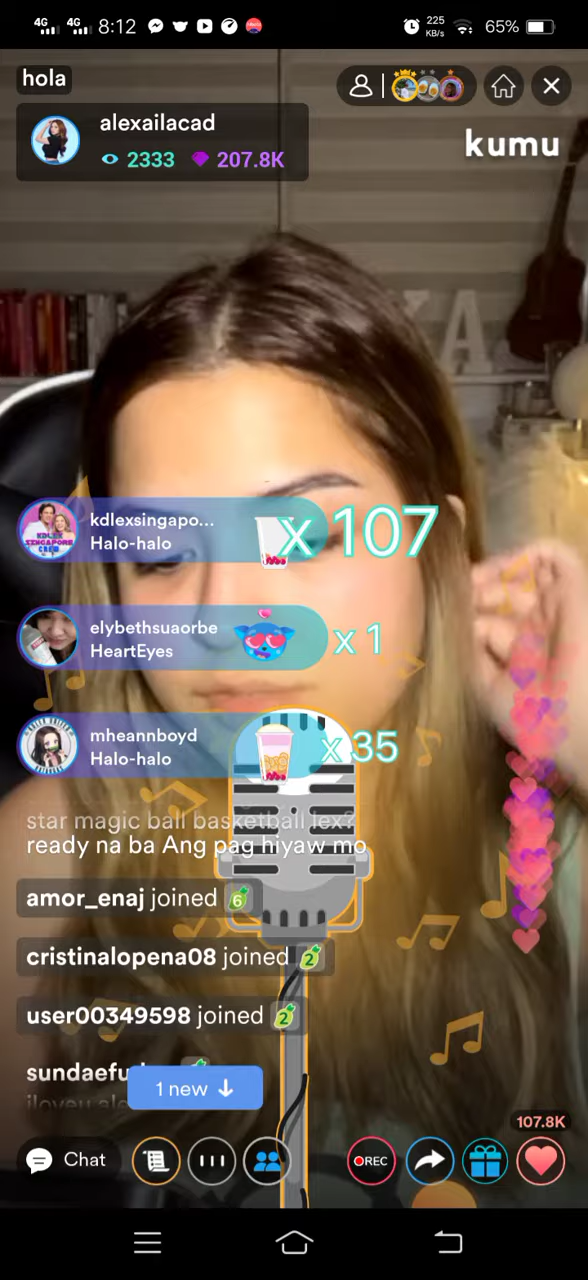 4G 4G 8:12 225 KB/s 65%
hola
alexailacad
2333 207.8K
kumu
kdlexsingapo...
Halo-halo
x 107
elybethsuaorbe
HeartEyes
x 1
mheannboyd
Halo-halo
x 35
star magic ball basketball lex?
ready na ba Ang pag hiyaw mo
amor_enaj joined 6
cristinalopena08 joined 2
user00349598 joined 2
1 new
107.8K
Chat
REC